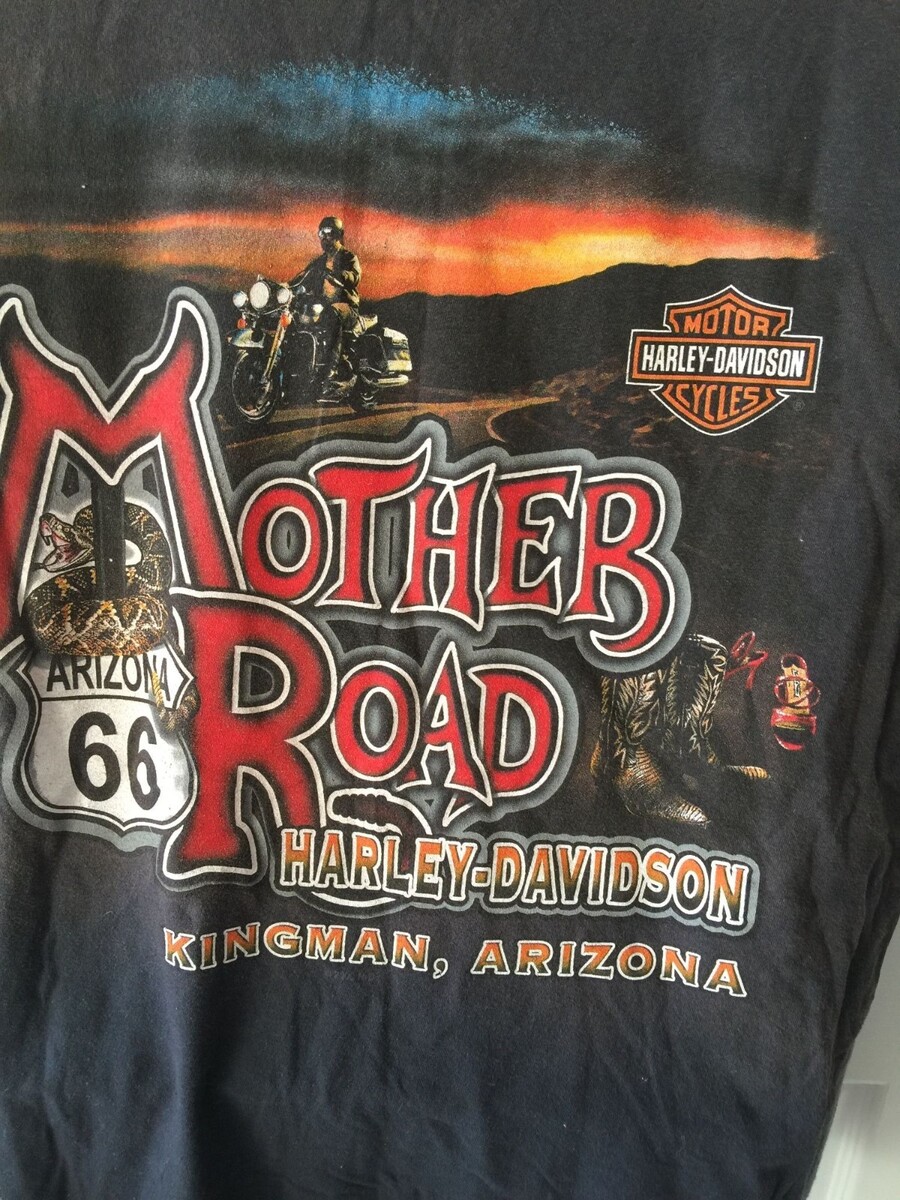 MOTOR
HARLEY-DAVIDSON
CYCLES
®
MOTHER
ROAD
ARIZONA
66
HARLEY-DAVIDSON
KINGMAN, ARIZONA